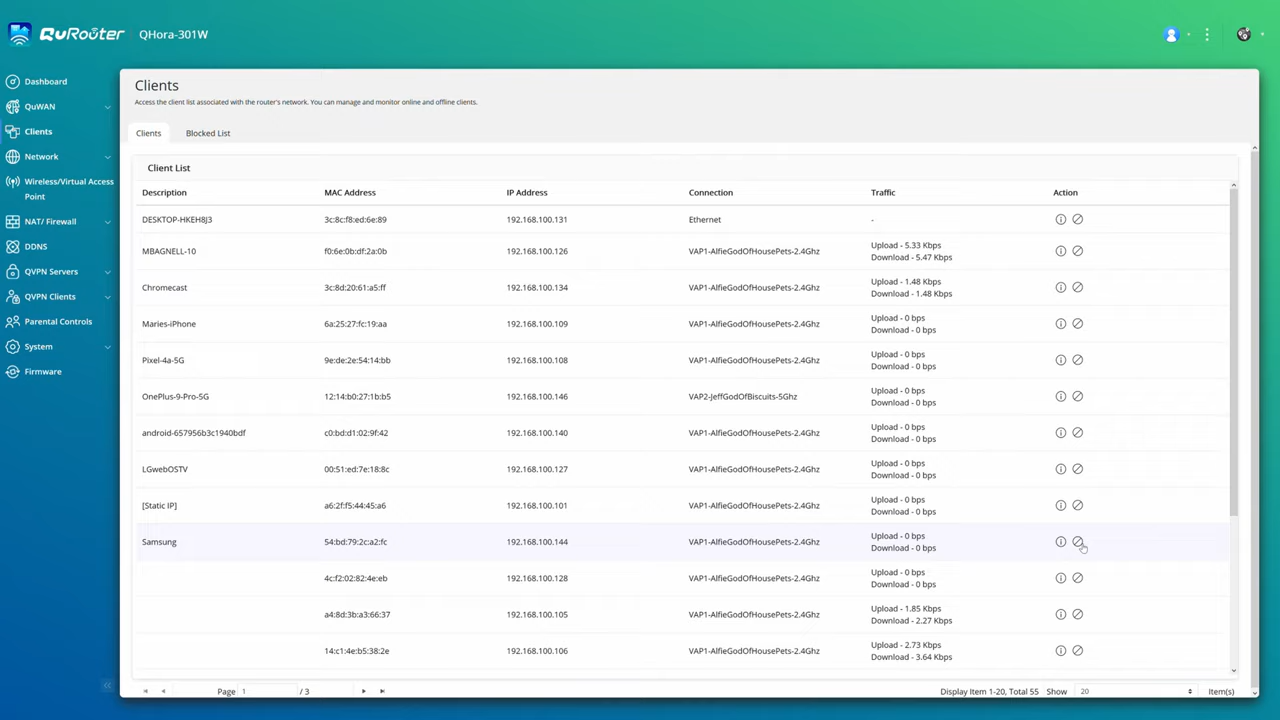 QuRouter QHora-301W
Dashboard
QuWAN
Clients
Network
Wireless/Virtual Access
Point
NAT/ Firewall
DDNS
QVPN Servers
QVPN Clients
Parental Controls
System
Firmware
Clients
Access the client list associated with the router's network. You can manage and monitor online and offline clients.
Clients Blocked List
Client List
Description MAC Address IP Address Connection Traffic Action
DESKTOP-HKEH8J3 3c:8c:f8:ed:6e:89 192.168.100.131 Ethernet -
MBAGNELL-10 f0:6e:0b:df:2a:0b 192.168.100.126 VAP1-AlfieGodOfHousePets-2.4Ghz Upload - 5.33 Kbps
Download - 5.47 Kbps
Chromecast 3c:8d:20:61:a5:ff 192.168.100.134 VAP1-AlfieGodOfHousePets-2.4Ghz Upload - 1.48 Kbps
Download - 1.48 Kbps
Maries-iPhone 6a:25:27:fc:19:aa 192.168.100.109 VAP1-AlfieGodOfHousePets-2.4Ghz Upload - 0 bps
Download - 0 bps
Pixel-4a-5G 9e:de:2e:54:14:bb 192.168.100.108 VAP1-AlfieGodOfHousePets-2.4Ghz Upload - 0 bps
Download - 0 bps
OnePlus-9-Pro-5G 12:14:b0:27:1b:b5 192.168.100.146 VAP2-JeffGodOfBiscuits-5Ghz Upload - 0 bps
Download - 0 bps
android-657956b3c1940bdf c0:bd:d1:02:9f:42 192.168.100.140 VAP1-AlfieGodOfHousePets-2.4Ghz Upload - 0 bps
Download - 0 bps
LGwebOSTV 00:51:ed:7e:18:8c 192.168.100.127 VAP1-AlfieGodOfHousePets-2.4Ghz Upload - 0 bps
Download - 0 bps
[Static IP] a6:2f:f5:44:45:a6 192.168.100.101 VAP1-AlfieGodOfHousePets-2.4Ghz Upload - 0 bps
Download - 0 bps
Samsung 54:bd:79:2c:a2:fc 192.168.100.144 VAP1-AlfieGodOfHousePets-2.4Ghz Upload - 0 bps
Download - 0 bps
4c:f2:02:82:4e:eb 192.168.100.128 VAP1-AlfieGodOfHousePets-2.4Ghz Upload - 0 bps
Download - 0 bps
a4:8d:3b:a3:66:37 192.168.100.105 VAP1-AlfieGodOfHousePets-2.4Ghz Upload - 1.85 Kbps
Download - 2.27 Kbps
14:c1:4e:b5:38:2e 192.168.100.106 VAP1-AlfieGodOfHousePets-2.4Ghz Upload - 2.73 Kbps
Download - 3.64 Kbps
Page 1 / 3 Display Item 1-20, Total 55 Show 20 Item(s)